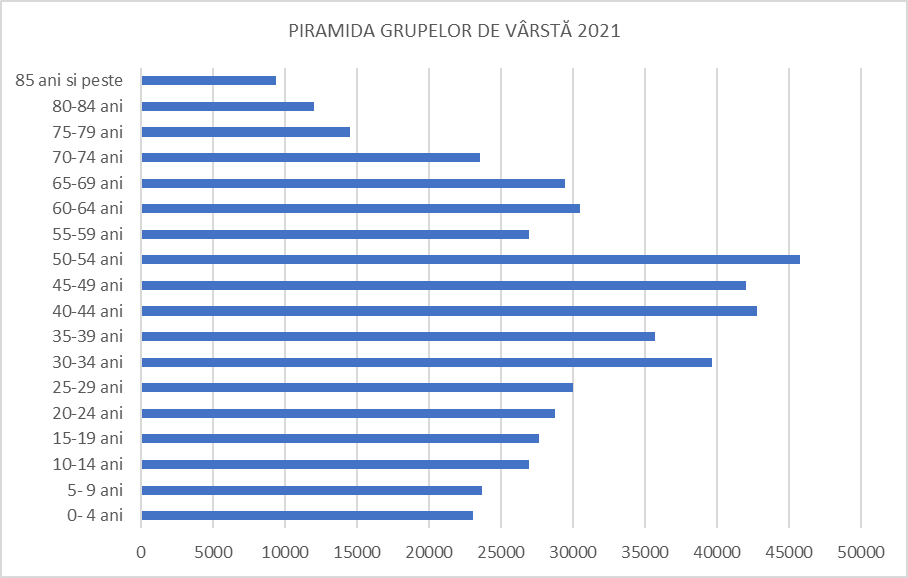 PIRAMIDA GRUPELOR DE VÂRSTĂ 2021
85 ani si peste
80-84 ani
75-79 ani
70-74 ani
65-69 ani
60-64 ani
55-59 ani
50-54 ani
45-49 ani
40-44 ani
35-39 ani
30-34 ani
25-29 ani
20-24 ani
15-19 ani
10-14 ani
5- 9 ani
0- 4 ani
0 5000 10000 15000 20000 25000 30000 35000 40000 45000 50000